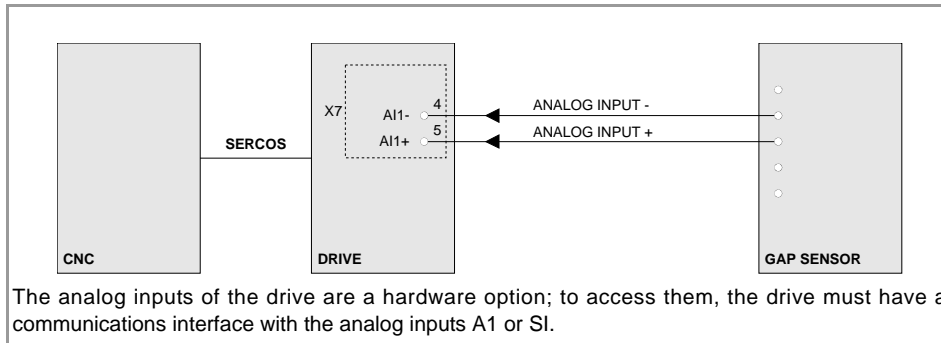 X7
AI1-
4
ANALOG INPUT -
AI1+
5
ANALOG INPUT +
SERCOS
CNC
DRIVE
GAP SENSOR
The analog inputs of the drive are a hardware option; to access them, the drive must have a
communications interface with the analog inputs A1 or SI.